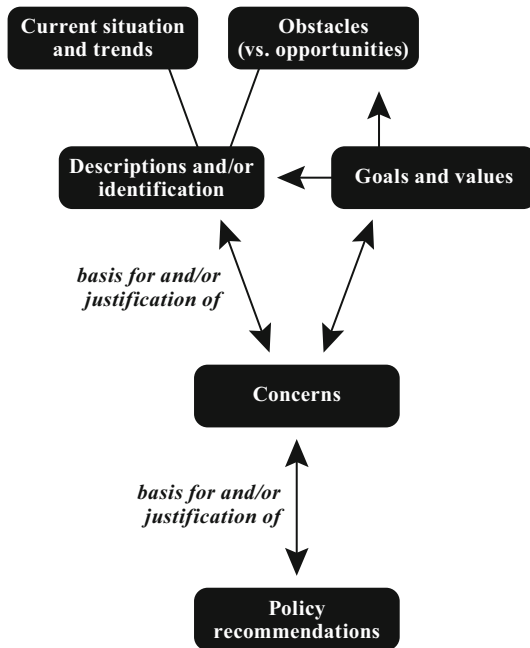 Current situation
and trends
Obstacles
(vs. opportunities)
Descriptions and/or
identification
Goals and values
basis for and/or
justification of
Concerns
basis for and/or
justification of
Policy
recommendations